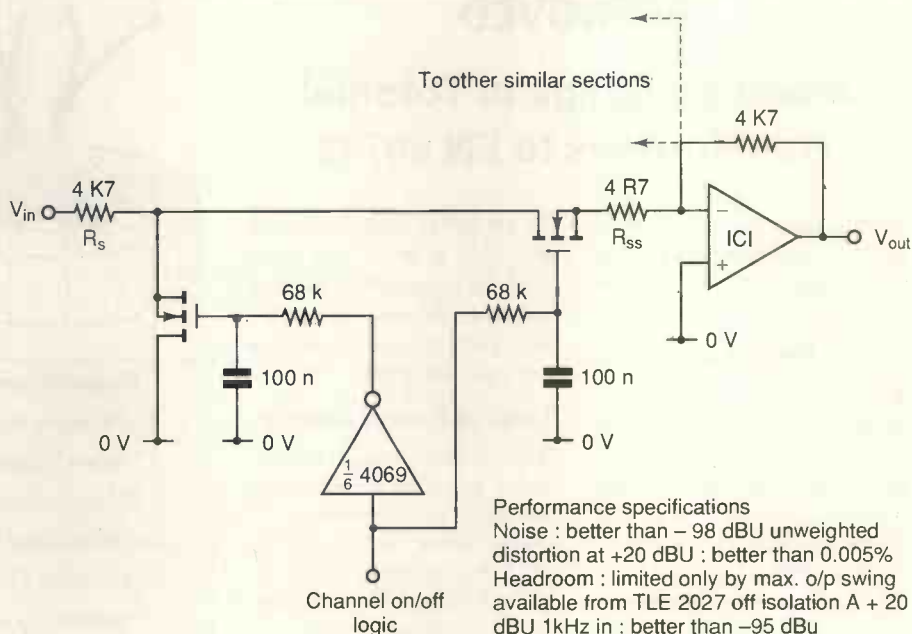 To other similar sections
4 K7
4 K7
4 R7
V_in
R_s
R_ss
ICI
−
+
V_out
68 k
68 k
0 V
100 n
100 n
0 V
0 V
0 V
1/6 4069
Channel on/off
logic
Performance specifications
Noise : better than – 98 dBU unweighted
distortion at +20 dBU : better than 0.005%
Headroom : limited only by max. o/p swing
available from TLE 2027 off isolation A + 20
dBU 1kHz in : better than –95 dBu